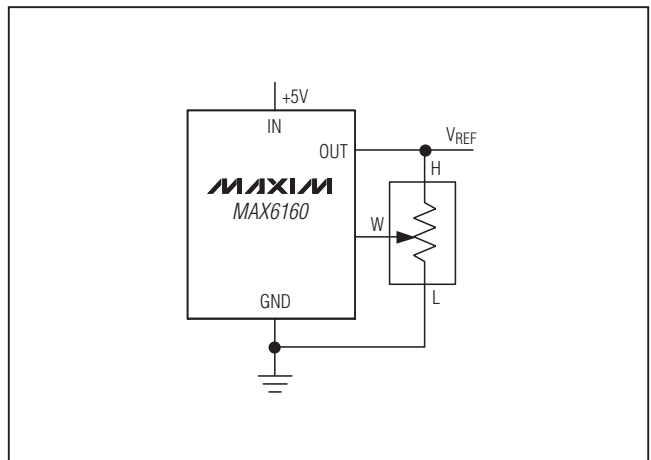 +5V
IN
OUT
VREF
H
MAXIM
MAX6160
W
GND
L